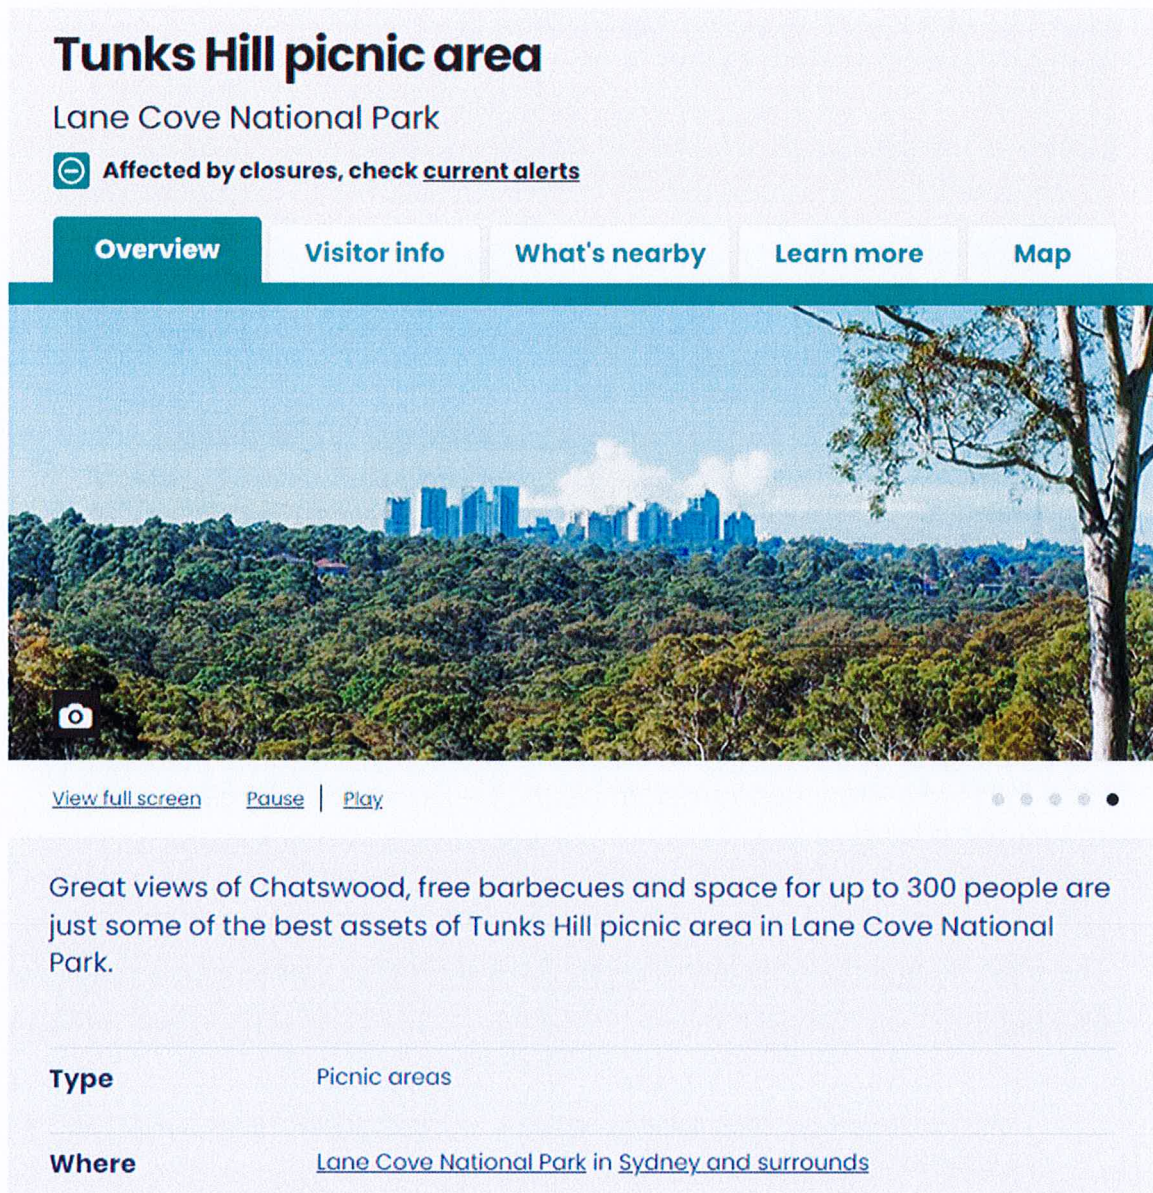 Tunks Hill picnic area
Lane Cove National Park
Affected by closures, check current alerts
Overview
Visitor info
What's nearby
Learn more
Map
View full screen
Pause
Play
Great views of Chatswood, free barbecues and space for up to 300 people are
just some of the best assets of Tunks Hill picnic area in Lane Cove National
Park.
Type
Picnic areas
Where
Lane Cove National Park in Sydney and surrounds